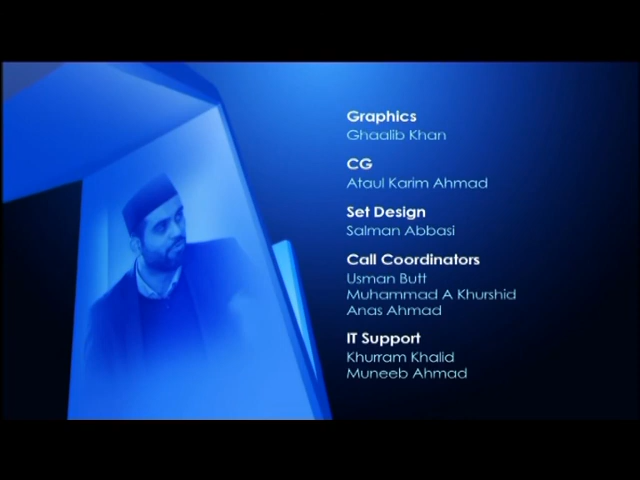 Graphics
Ghaalib Khan
CG
Ataul Karim Ahmad
Set Design
Salman Abbasi
Call Coordinators
Usman Butt
Muhammad A Khurshid
Anas Ahmad
IT Support
Khurram Khalid
Muneeb Ahmad